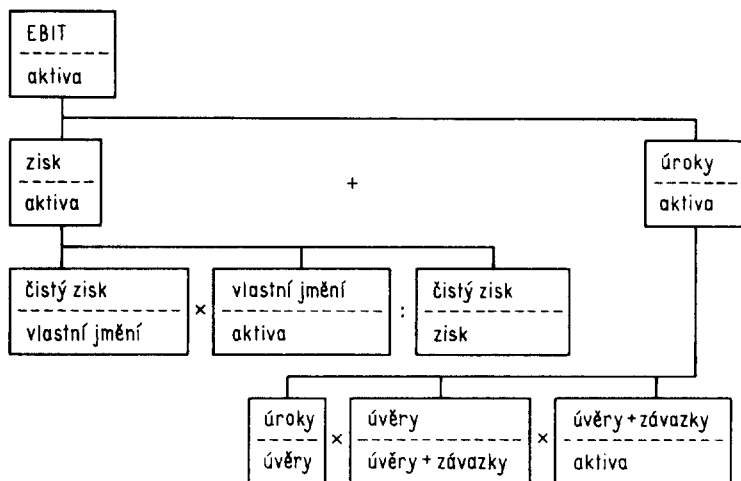 EBIT
aktiva
zisk
aktiva
+
úroky
aktiva
čistý zisk
vlastní jmění
×
vlastní jmění
aktiva
:
čistý zisk
zisk
úroky
úvěry
×
úvěry
úvěry + závazky
×
úvěry + závazky
aktiva